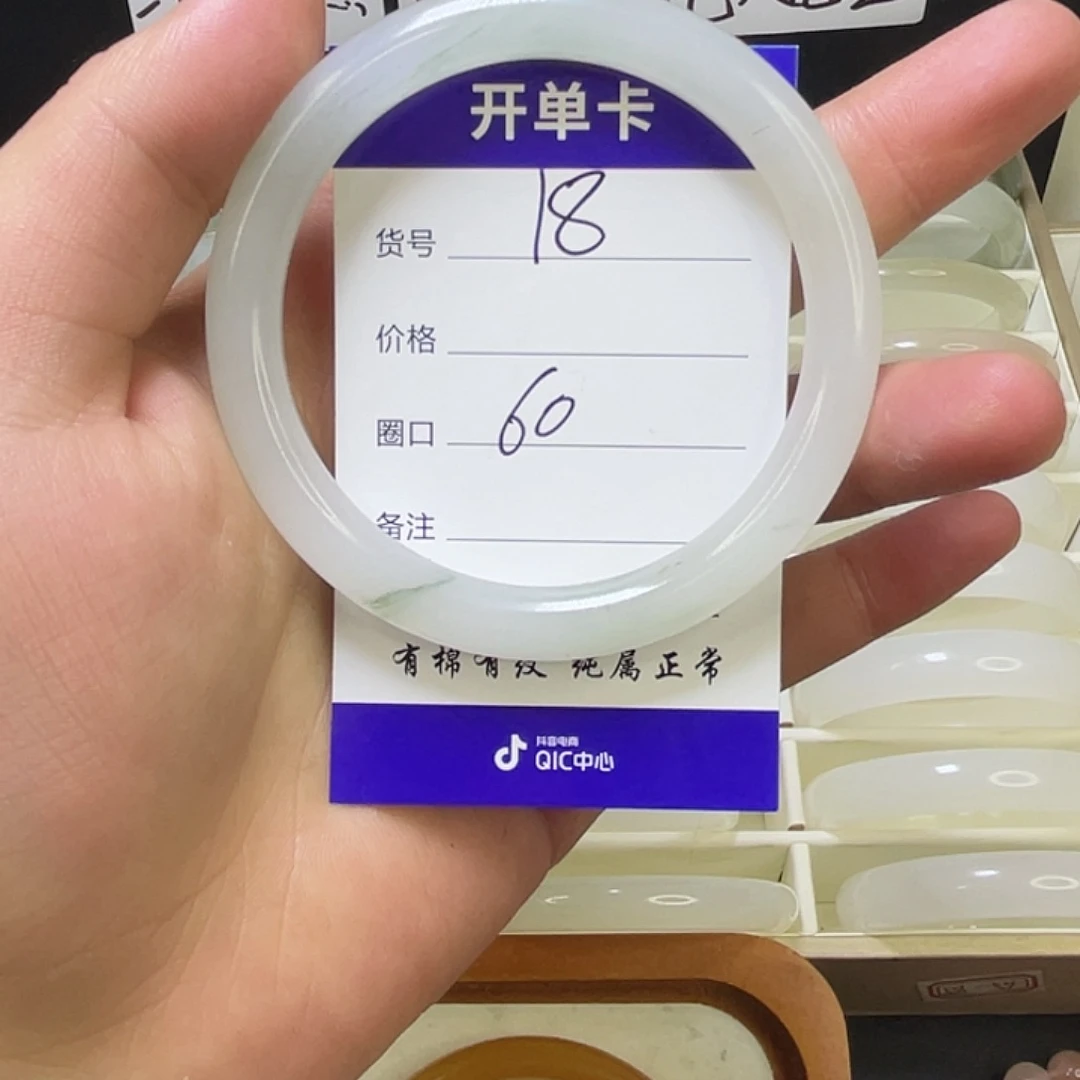 开单卡
货号 18
价格
圈口 60
备注
有棉有纹 纯属正常
抖音电商
QIC中心